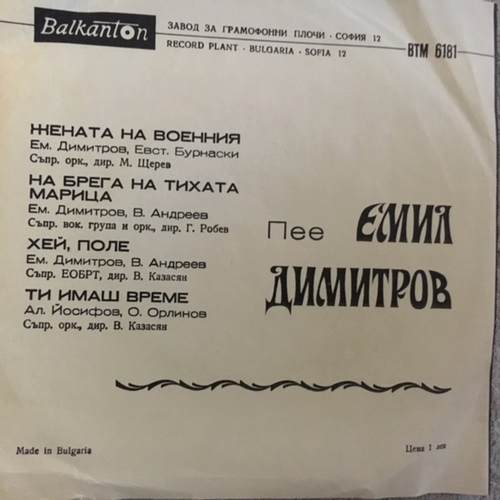 Balkanton
ЗАВОД ЗА ГРАМОФОННИ ПЛОЧИ · СОФИЯ 12
RECORD PLANT · BULGARIA · SOFIA 12
ВТМ 6181
ЖЕНАТА НА ВОЕННИЯ
Ем. Димитров, Евст. Бурнаски
Съпр. орк., дир. М. Щерев
НА БРЕГА НА ТИХАТА
МАРИЦА
Ем. Димитров, В. Андреев
Съпр. вок. група и орк., дир. Г. Робев
ХЕЙ, ПОЛЕ
Ем. Димитров, В. Андреев
Съпр. ЕОБРТ, дир. В. Казасян
ТИ ИМАШ ВРЕМЕ
Ал. Йосифов, О. Орлинов
Съпр. орк., дир. В. Казасян
Пее ЕМИЛ
ДИМИТРОВ
Made in Bulgaria
Цена 1 лев